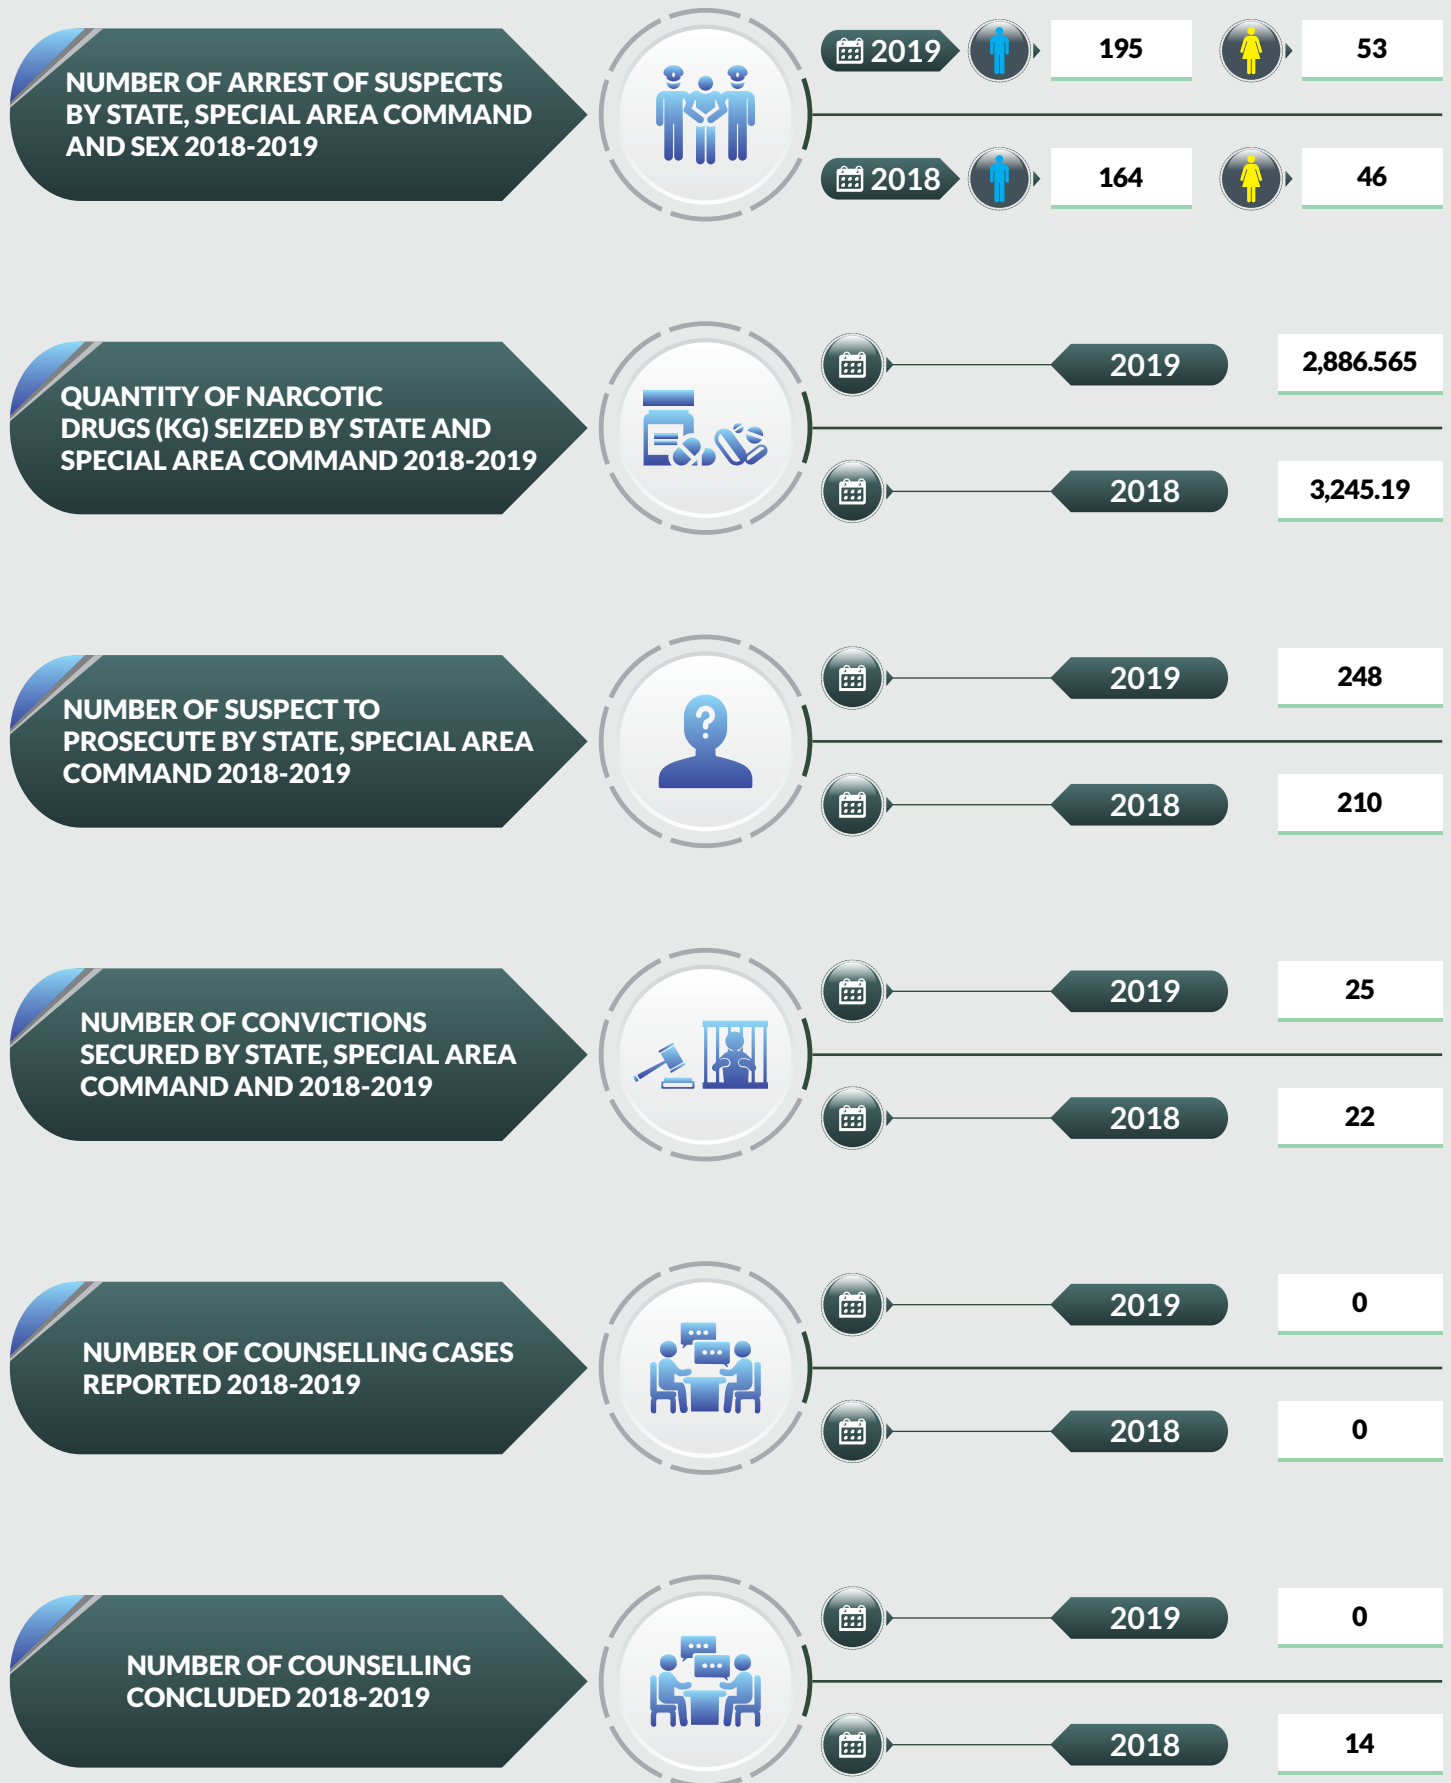 NUMBER OF ARREST OF SUSPECTS
BY STATE, SPECIAL AREA COMMAND
AND SEX 2018-2019
2019
195
53
2018
164
46
QUANTITY OF NARCOTIC
DRUGS (KG) SEIZED BY STATE AND
SPECIAL AREA COMMAND 2018-2019
2019
2,886.565
2018
3,245.19
NUMBER OF SUSPECT TO
PROSECUTE BY STATE, SPECIAL AREA
COMMAND 2018-2019
?
2019
248
2018
210
NUMBER OF CONVICTIONS
SECURED BY STATE, SPECIAL AREA
COMMAND AND 2018-2019
2019
25
2018
22
NUMBER OF COUNSELLING CASES
REPORTED 2018-2019
2019
0
2018
0
NUMBER OF COUNSELLING
CONCLUDED 2018-2019
2019
0
2018
14